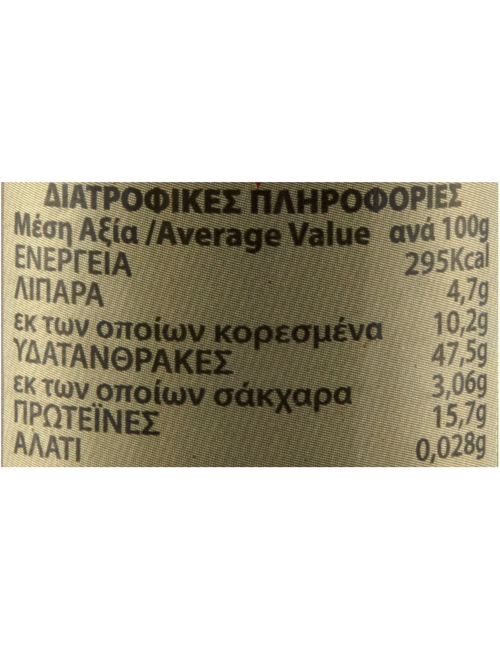 ΔΙΑΤΡΟΦΙΚΕΣ ΠΛΗΡΟΦΟΡΙΕΣ
Μέση Αξία /Average Value ανά 100g
ΕΝΕΡΓΕΙΑ 295Kcal
ΛΙΠΑΡΑ 4,7g
εκ των οποίων κορεσμένα 10,2g
ΥΔΑΤΑΝΘΡΑΚΕΣ 47,5g
εκ των οποίων σάκχαρα 3,06g
ΠΡΩΤΕΪΝΕΣ 15,7g
ΑΛΑΤΙ 0,028g